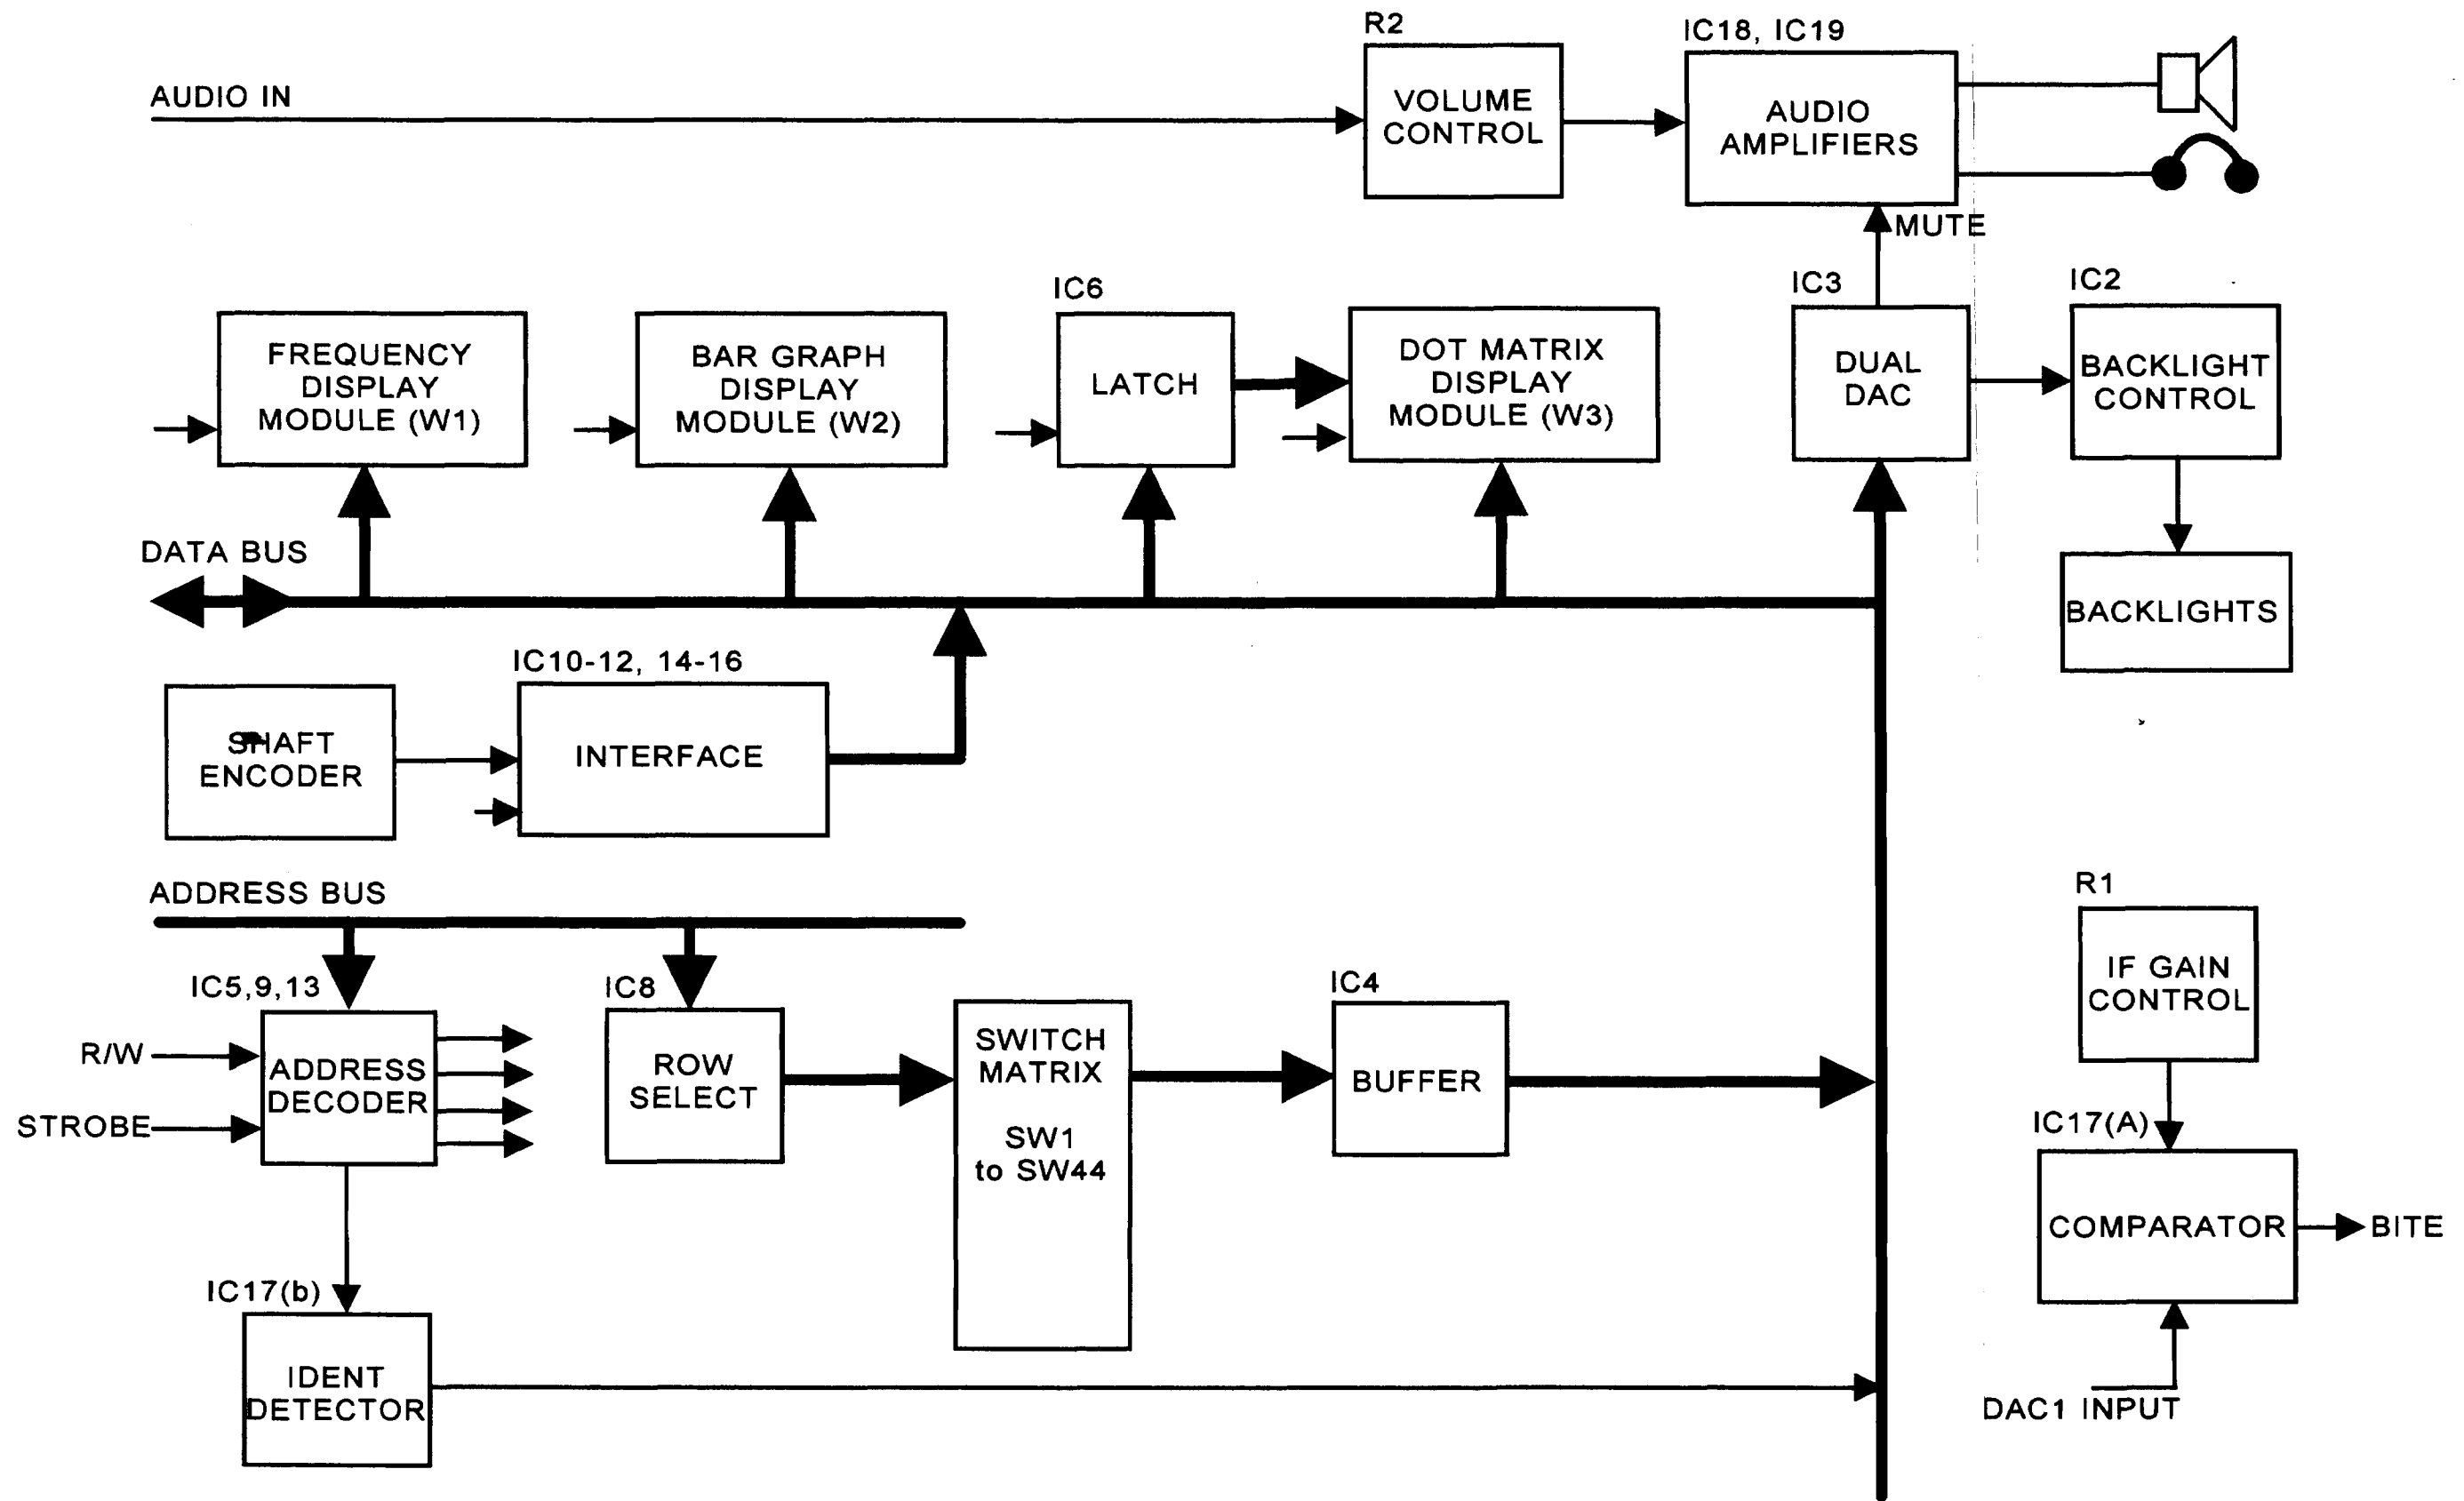 R2
IC18, IC19
AUDIO IN
VOLUME
CONTROL
AUDIO
AMPLIFIERS
MUTE
IC6
IC3
IC2
FREQUENCY
DISPLAY
MODULE (W1)
BAR GRAPH
DISPLAY
MODULE (W2)
LATCH
DOT MATRIX
DISPLAY
MODULE (W3)
DUAL
DAC
BACKLIGHT
CONTROL
DATA BUS
BACKLIGHTS
IC10-12, 14-16
SHAFT
ENCODER
INTERFACE
ADDRESS BUS
R1
IC5,9,13
IC8
IC4
IF GAIN
CONTROL
R/W
STROBE
ADDRESS
DECODER
ROW
SELECT
SWITCH
MATRIX
SW1
to SW44
BUFFER
IC17(A)
COMPARATOR
BITE
IC17(b)
IDENT
DETECTOR
DAC1 INPUT